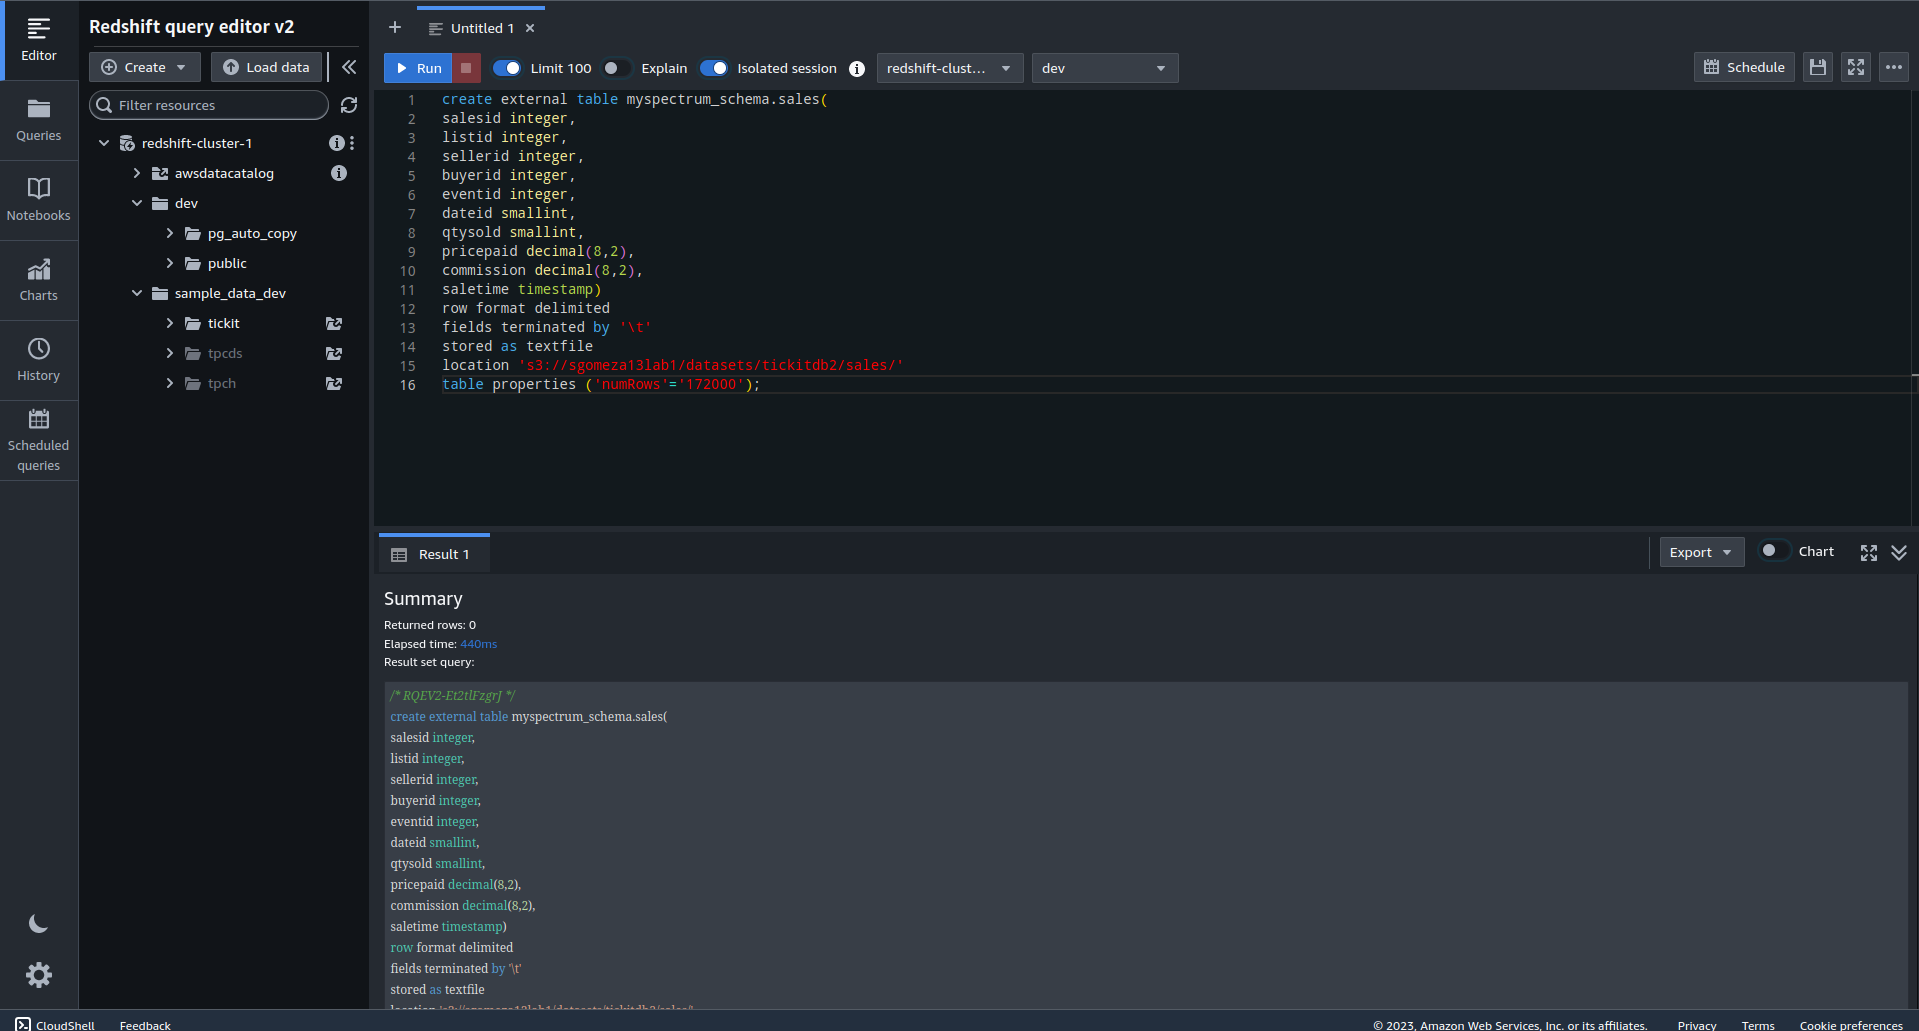 Editor
Queries
Notebooks
Charts
History
Scheduled
queries
Redshift query editor v2
Create
Load data
Filter resources
redshift-cluster-1
awsdatacatalog
dev
pg_auto_copy
public
sample_data_dev
tickit
tpcds
tpch
Untitled 1
Run Limit 100 Explain Isolated session redshift-clust... dev Schedule
1 create external table myspectrum_schema.sales(
2 salesid integer,
3 listid integer,
4 sellerid integer,
5 buyerid integer,
6 eventid integer,
7 dateid smallint,
8 qtysold smallint,
9 pricepaid decimal(8,2),
10 commission decimal(8,2),
11 saletime timestamp)
12 row format delimited
13 fields terminated by '\t'
14 stored as textfile
15 location 's3://sgomeza13lab1/datasets/tickitdb2/sales/'
16 table properties ('numRows'='172000');
Result 1 Export Chart
Summary
Returned rows: 0
Elapsed time: 440ms
Result set query:
/* RQEV2-Et2tlFzgrJ */
create external table myspectrum_schema.sales(
salesid integer,
listid integer,
sellerid integer,
buyerid integer,
eventid integer,
dateid smallint,
qtysold smallint,
pricepaid decimal(8,2),
commission decimal(8,2),
saletime timestamp)
row format delimited
fields terminated by '\t'
stored as textfile
location 's3://sgomeza13lab1/datasets/tickitdb2/sales/'
CloudShell Feedback © 2023, Amazon Web Services, Inc. or its affiliates. Privacy Terms Cookie preferences